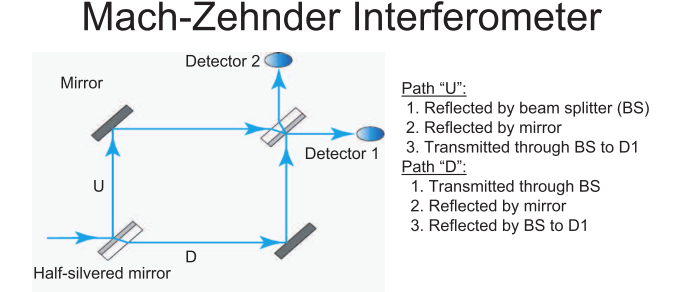 Mach-Zehnder Interferometer
Detector 2
Mirror
Detector 1
U
D
Half-silvered mirror
Path “U”:
1. Reflected by beam splitter (BS)
2. Reflected by mirror
3. Transmitted through BS to D1
Path “D”:
1. Transmitted through BS
2. Reflected by mirror
3. Reflected by BS to D1